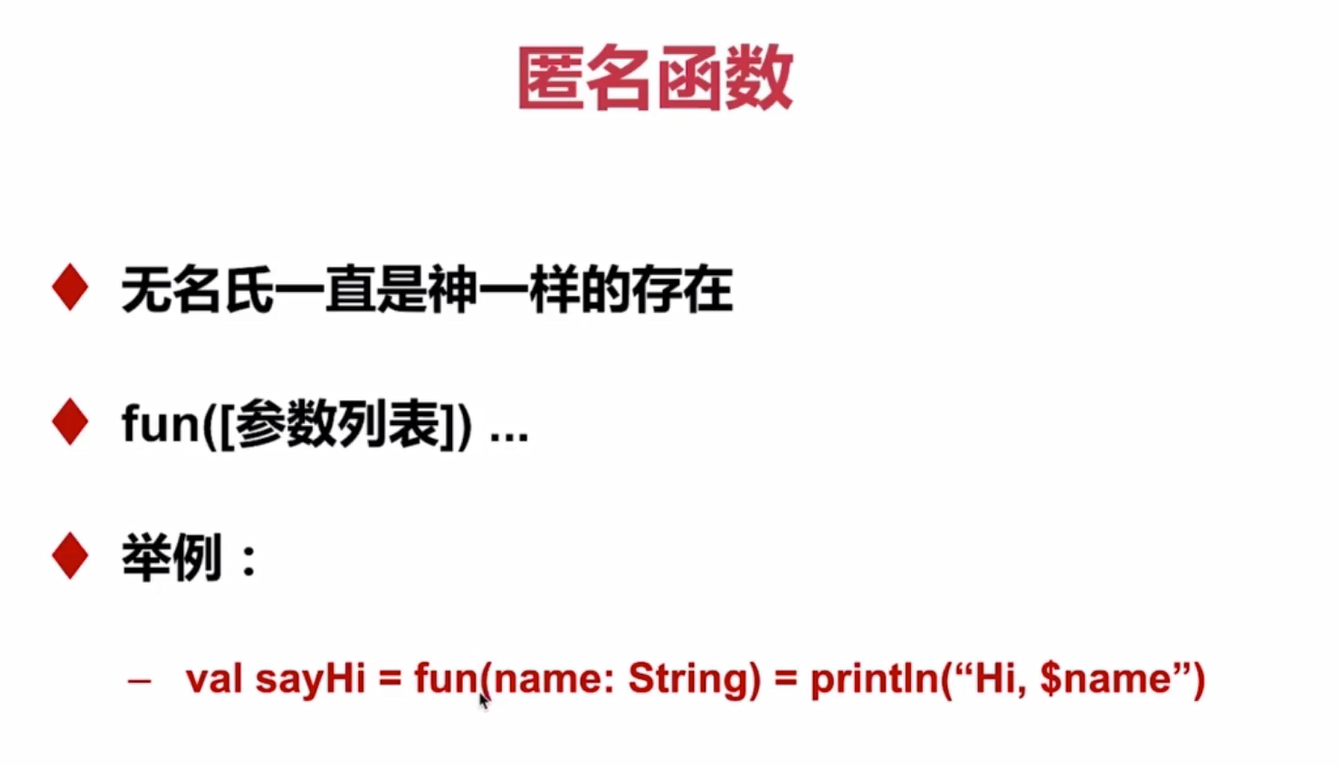 匿名函数
无名氏一直是神一样的存在
fun([参数列表]) ...
举例：
– val sayHi = fun(name: String) = println(“Hi, $name”)